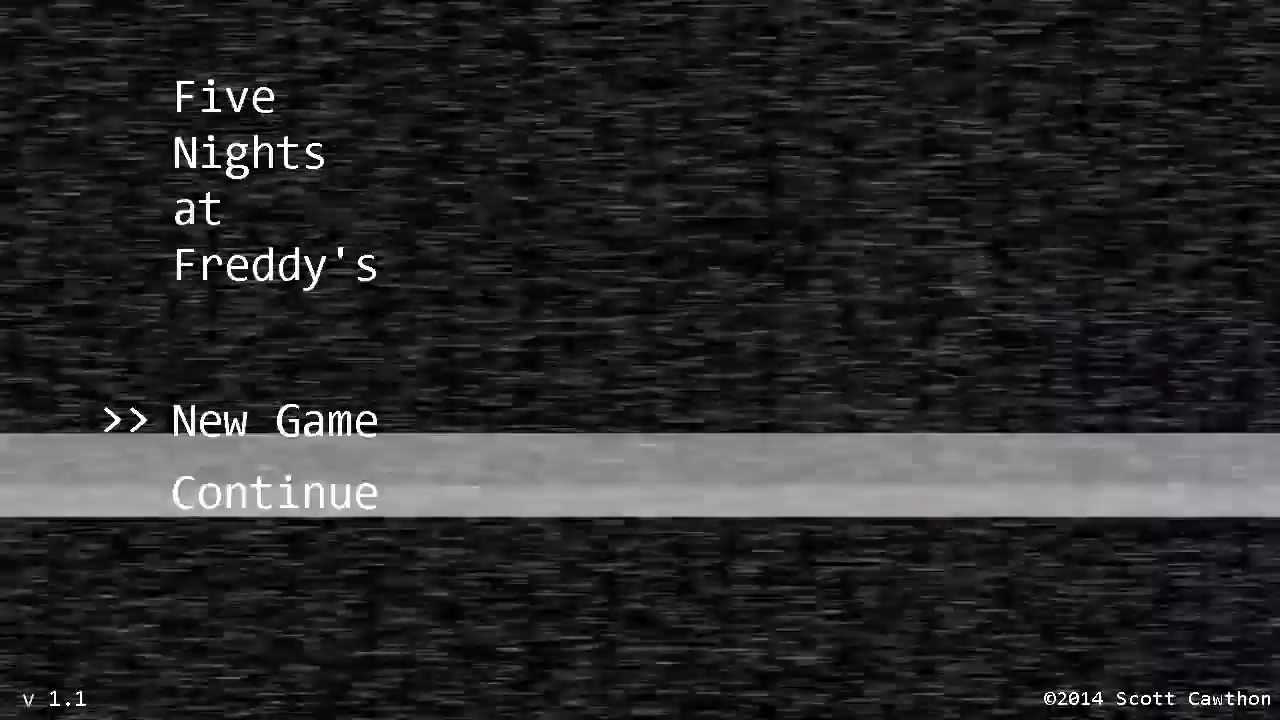 Five
Nights
at
Freddy's
>> New Game
Continue
v 1.1
©2014 Scott Cawthon